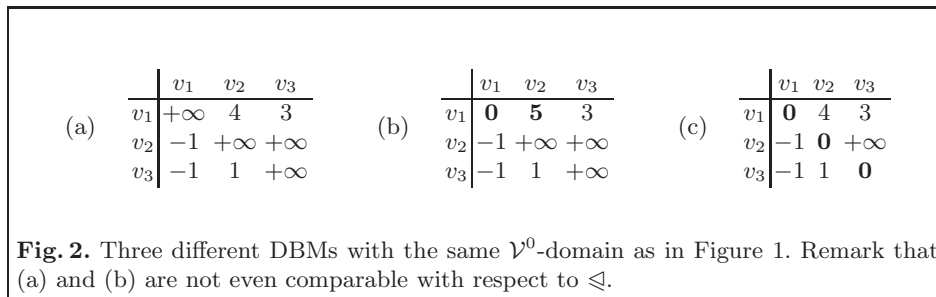 (a) v1 v2 v3
v1 +∞ 4 3
v2 −1 +∞ +∞
v3 −1 1 +∞
(b) v1 v2 v3
v1 0 5 3
v2 −1 +∞ +∞
v3 −1 1 +∞
(c) v1 v2 v3
v1 0 4 3
v2 −1 0 +∞
v3 −1 1 0
Fig. 2. Three different DBMs with the same 𝒱⁰-domain as in Figure 1. Remark that
(a) and (b) are not even comparable with respect to ⊴.